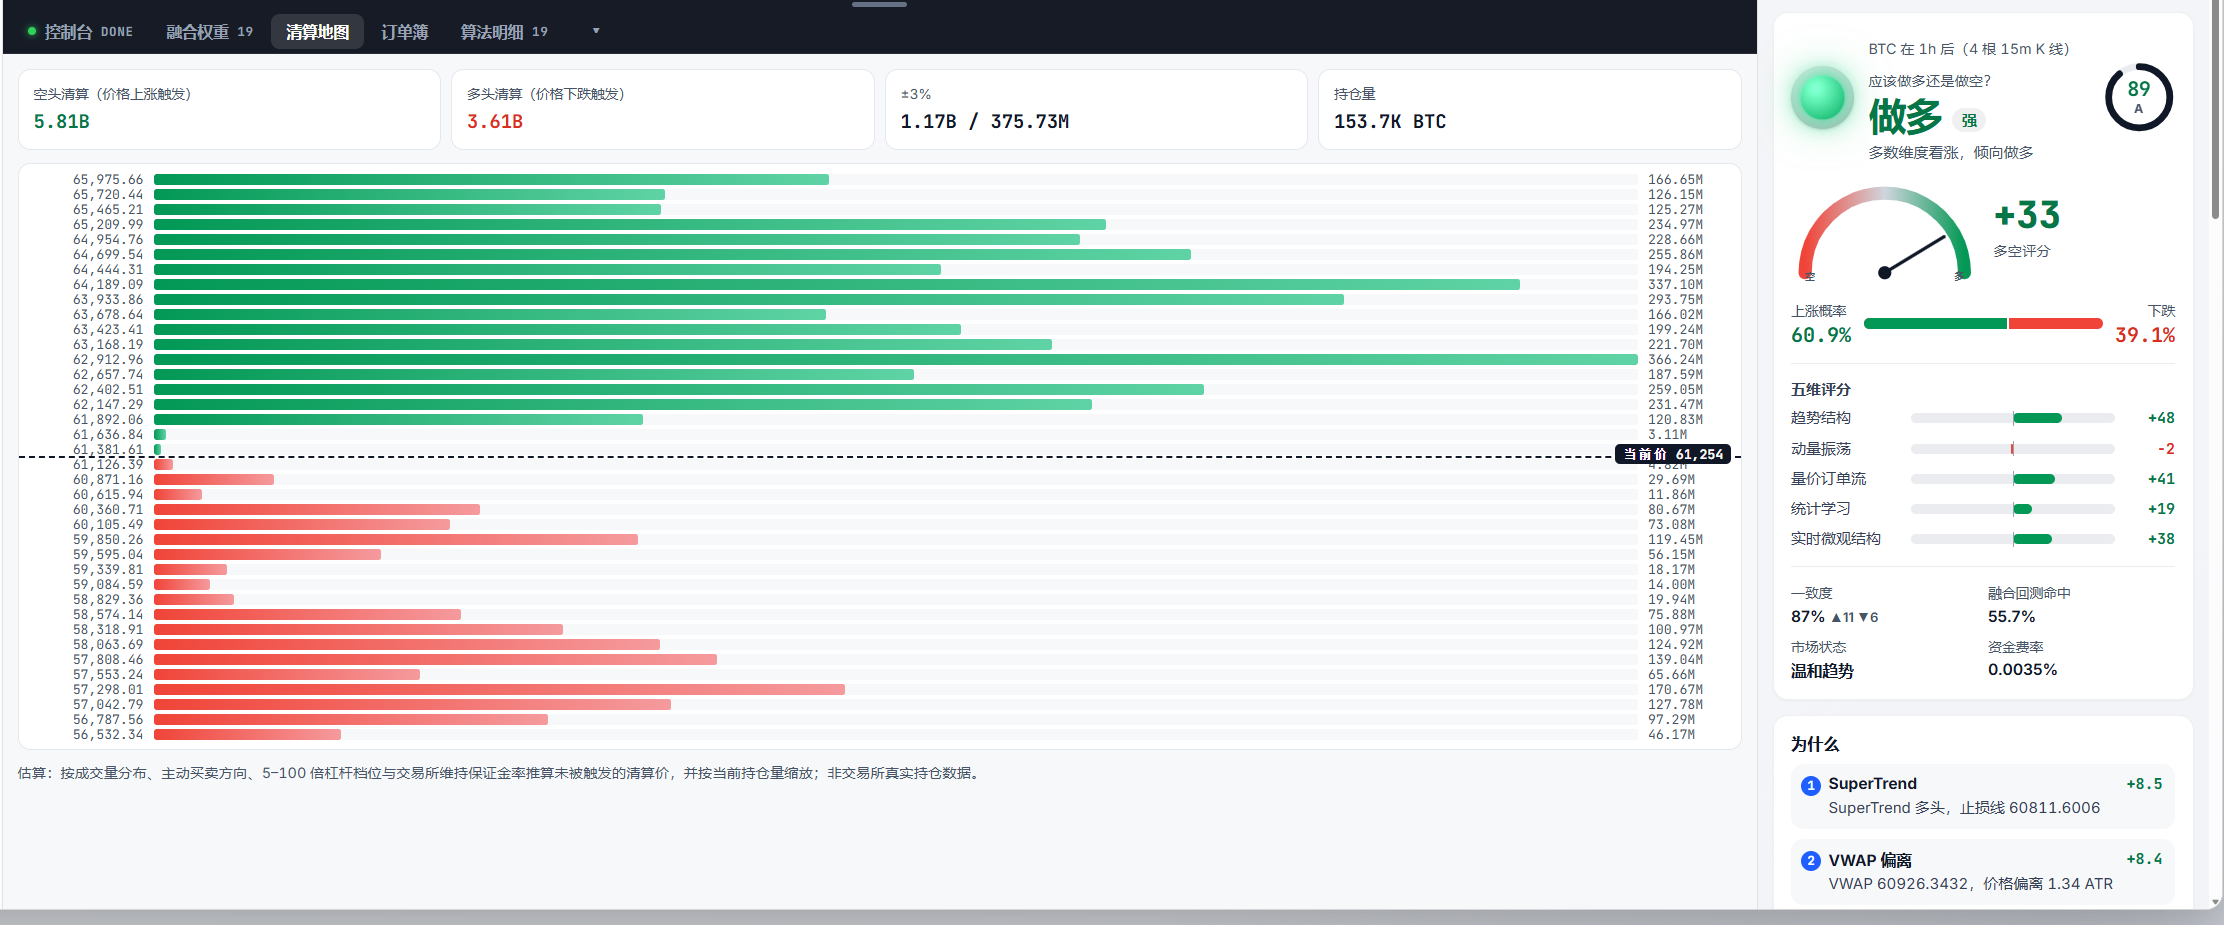 控制台 DONE 融合权重 19 清算地图 订单簿 算法明细 19 ▼
空头清算（价格上涨触发）
5.81B
多头清算（价格下跌触发）
3.61B
±3%
1.17B / 375.73M
持仓量
153.7K BTC
65,975.66 166.65M
65,720.44 126.15M
65,465.21 125.27M
65,209.99 234.97M
64,954.76 228.66M
64,699.54 255.86M
64,444.31 194.25M
64,189.09 337.10M
63,933.86 293.75M
63,678.64 166.02M
63,423.41 199.24M
63,168.19 221.70M
62,912.96 366.24M
62,657.74 187.59M
62,402.51 259.05M
62,147.29 231.47M
61,892.06 120.83M
61,636.84 3.11M
61,381.61
当前价 61,254
61,126.39
60,871.16 29.69M
60,615.94 11.86M
60,360.71 80.67M
60,105.49 73.08M
59,850.26 119.45M
59,595.04 56.15M
59,339.81 18.17M
59,084.59 14.00M
58,829.36 19.94M
58,574.14 75.88M
58,318.91 100.97M
58,063.69 124.92M
57,808.46 139.04M
57,553.24 65.66M
57,298.01 170.67M
57,042.79 127.78M
56,787.56 97.29M
56,532.34 46.17M
估算：按成交量分布、主动买卖方向、5–100 倍杠杆档位与交易所维持保证金率推算未被触发的清算价，并按当前持仓量缩放；非交易所真实持仓数据。
BTC 在 1h 后（4 根 15m K 线）
应该做多还是做空？
做多 强
多数维度看涨，倾向做多
89
A
空 多
+33
多空评分
上涨概率 下跌
60.9% 39.1%
五维评分
趋势结构 +48
动量振荡 -2
量价订单流 +41
统计学习 +19
实时微观结构 +38
一致度 融合回测命中
87% ▲11 ▼6 55.7%
市场状态 资金费率
温和趋势 0.0035%
为什么
1 SuperTrend +8.5
SuperTrend 多头，止损线 60811.6006
2 VWAP 偏离 +8.4
VWAP 60926.3432，价格偏离 1.34 ATR